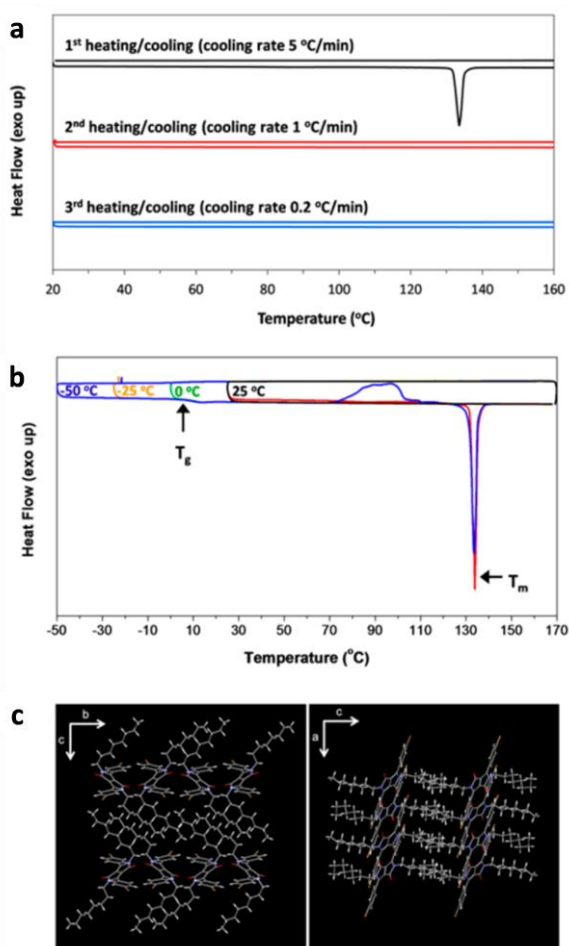 a
1st heating/cooling (cooling rate 5 °C/min)
2nd heating/cooling (cooling rate 1 °C/min)
3rd heating/cooling (cooling rate 0.2 °C/min)
Heat Flow (exo up)
20 40 60 80 100 120 140 160
Temperature (°C)
b
-50 °C -25 °C 0 °C 25 °C
Tg
Tm
Heat Flow (exo up)
-50 -30 -10 10 30 50 70 90 110 130 150 170
Temperature (°C)
c
b
c
c
a